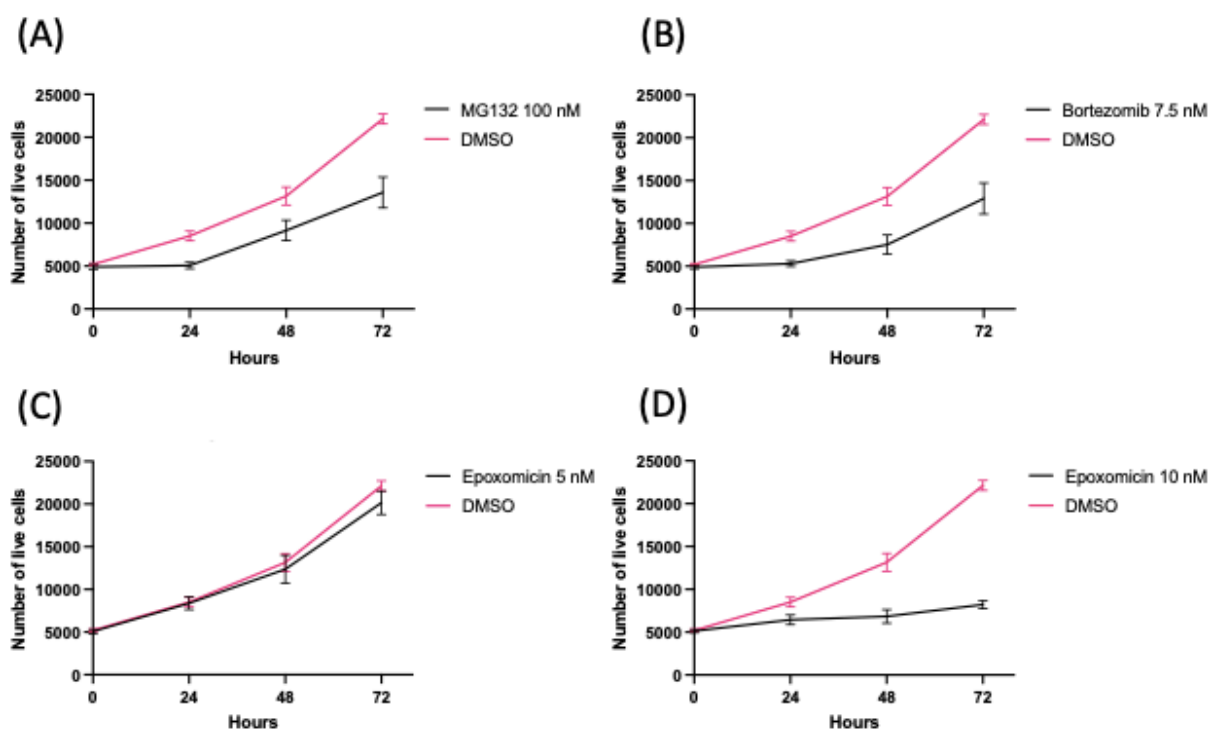 (A)
(B)
MG132 100 nM
DMSO
Bortezomib 7.5 nM
DMSO
Number of live cells
25000
20000
15000
10000
5000
0
0 24 48 72
Hours
Number of live cells
25000
20000
15000
10000
5000
0
0 24 48 72
Hours
(C)
(D)
Epoxomicin 5 nM
DMSO
Epoxomicin 10 nM
DMSO
Number of live cells
25000
20000
15000
10000
5000
0
0 24 48 72
Hours
Number of live cells
25000
20000
15000
10000
5000
0
0 24 48 72
Hours